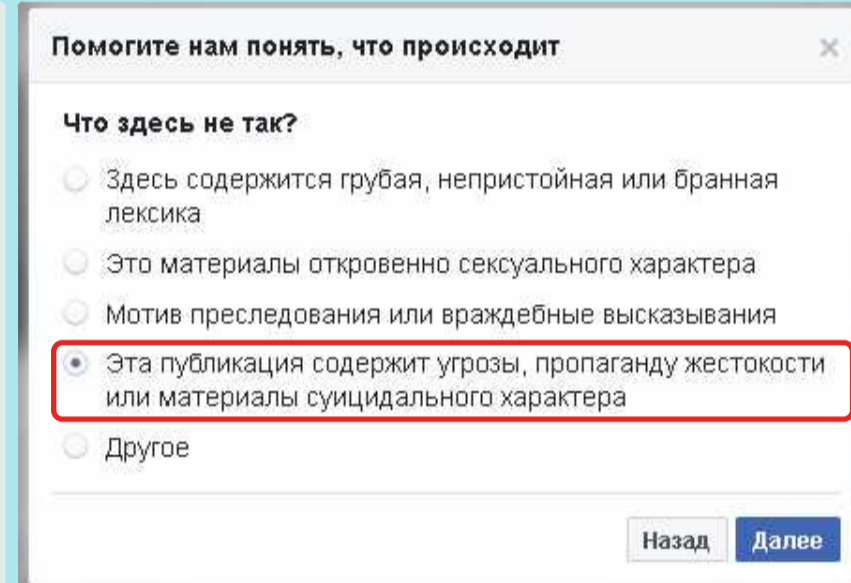 Помогите нам понять, что происходит
Что здесь не так?
Здесь содержится грубая, непристойная или бранная
лексика
Это материалы откровенно сексуального характера
Мотив преследования или враждебные высказывания
Эта публикация содержит угрозы, пропаганду жестокости
или материалы суицидального характера
Другое
Назад Далее